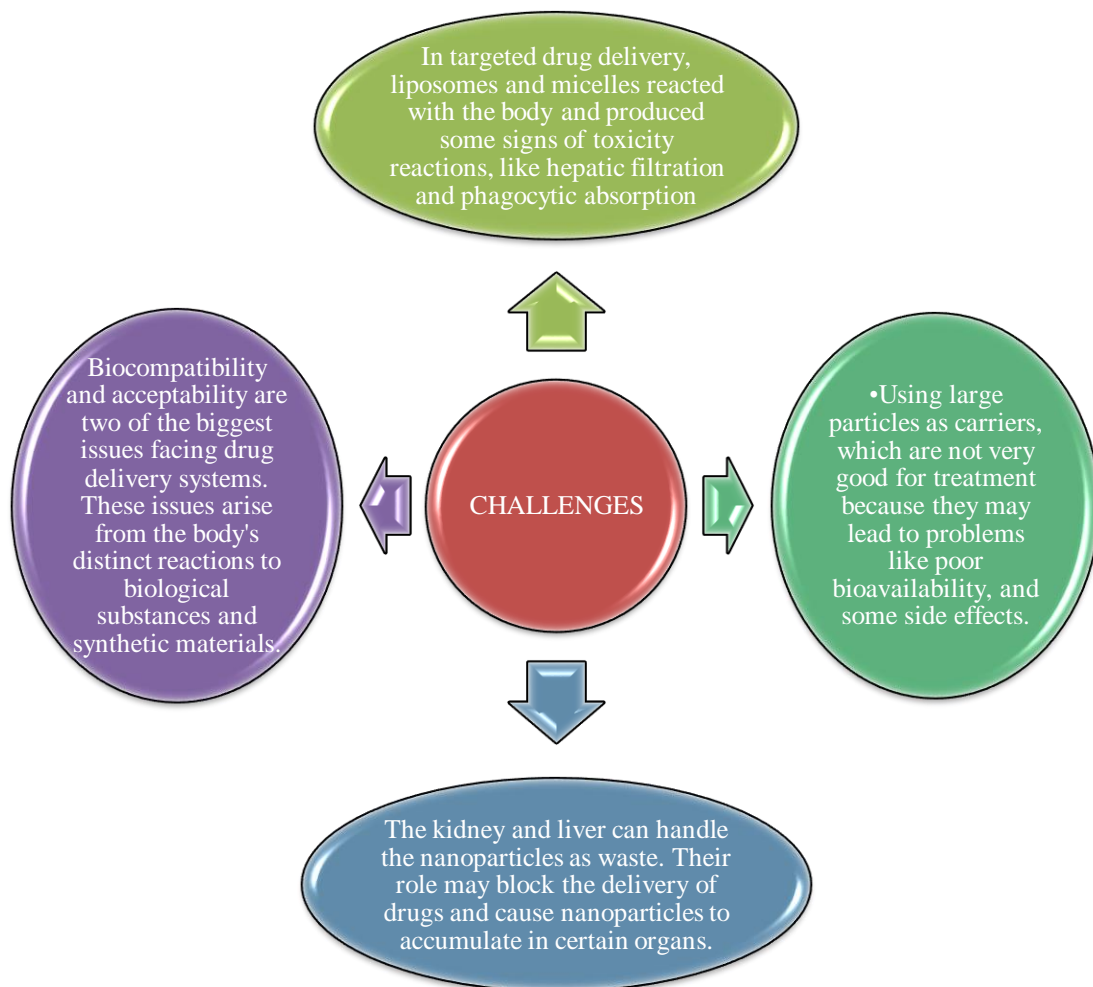 In targeted drug delivery,
liposomes and micelles reacted
with the body and produced
some signs of toxicity
reactions, like hepatic filtration
and phagocytic absorption
Biocompatibility
and acceptability are
two of the biggest
issues facing drug
delivery systems.
These issues arise
from the body's
distinct reactions to
biological
substances and
synthetic materials.
CHALLENGES
•Using large
particles as carriers,
which are not very
good for treatment
because they may
lead to problems
like poor
bioavailability, and
some side effects.
The kidney and liver can handle
the nanoparticles as waste. Their
role may block the delivery of
drugs and cause nanoparticles to
accumulate in certain organs.